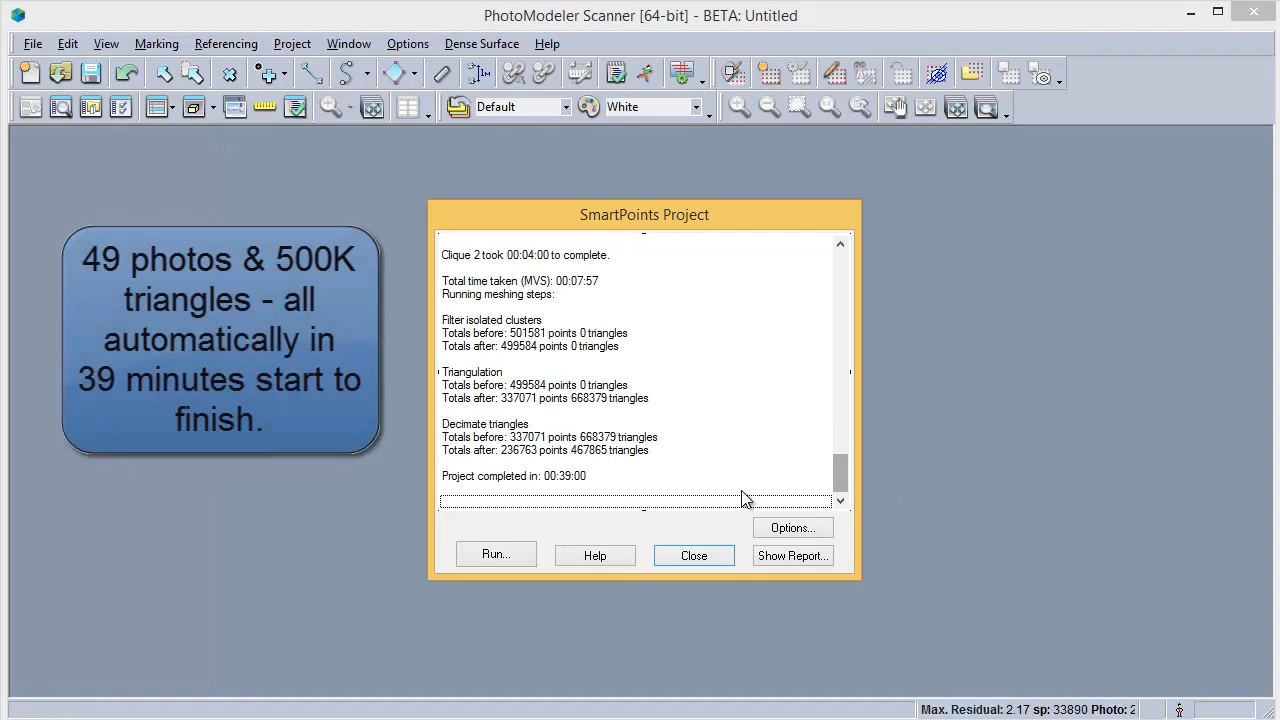 PhotoModeler Scanner [64-bit] - BETA: Untitled
File Edit View Marking Referencing Project Window Options Dense Surface Help
Default White
49 photos & 500K
triangles - all
automatically in
39 minutes start to
finish.
SmartPoints Project
Clique 2 took 00:04:00 to complete.
Total time taken (MVS): 00:07:57
Running meshing steps:
Filter isolated clusters
Totals before: 501581 points 0 triangles
Totals after: 499584 points 0 triangles
Triangulation
Totals before: 499584 points 0 triangles
Totals after: 337071 points 668379 triangles
Decimate triangles
Totals before: 337071 points 668379 triangles
Totals after: 236763 points 467865 triangles
Project completed in: 00:39:00
Options...
Run... Help Close Show Report...
Max. Residual: 2.17 sp: 33890 Photo: 2